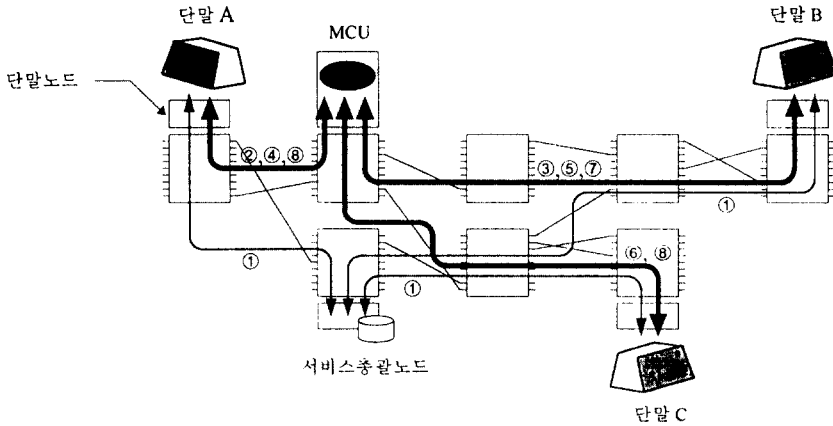 단말 A
MCU
단말 B
단말노드
②,④,⑧
③,⑤,⑦
①
①
①
⑥, ⑧
서비스총괄노드
단말 C